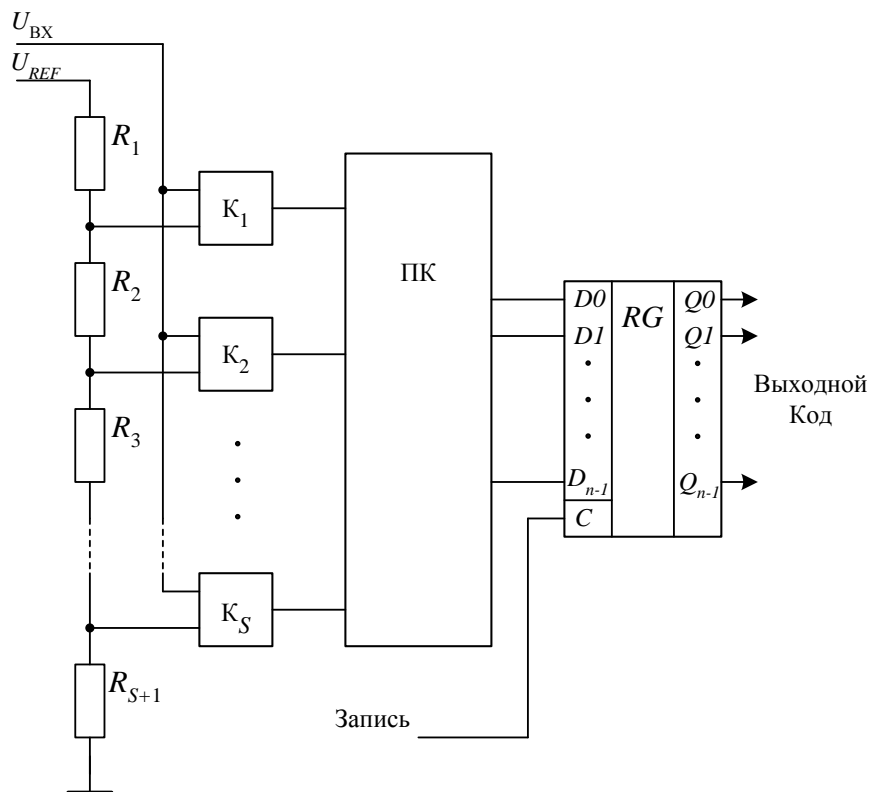 U_ВХ
U_REF
R_1
К_1
R_2
ПК
D0 RG Q0
D1 Q1
К_2
Выходной
Код
R_3
D_n-1 Q_n-1
C
К_S
R_S+1
Запись